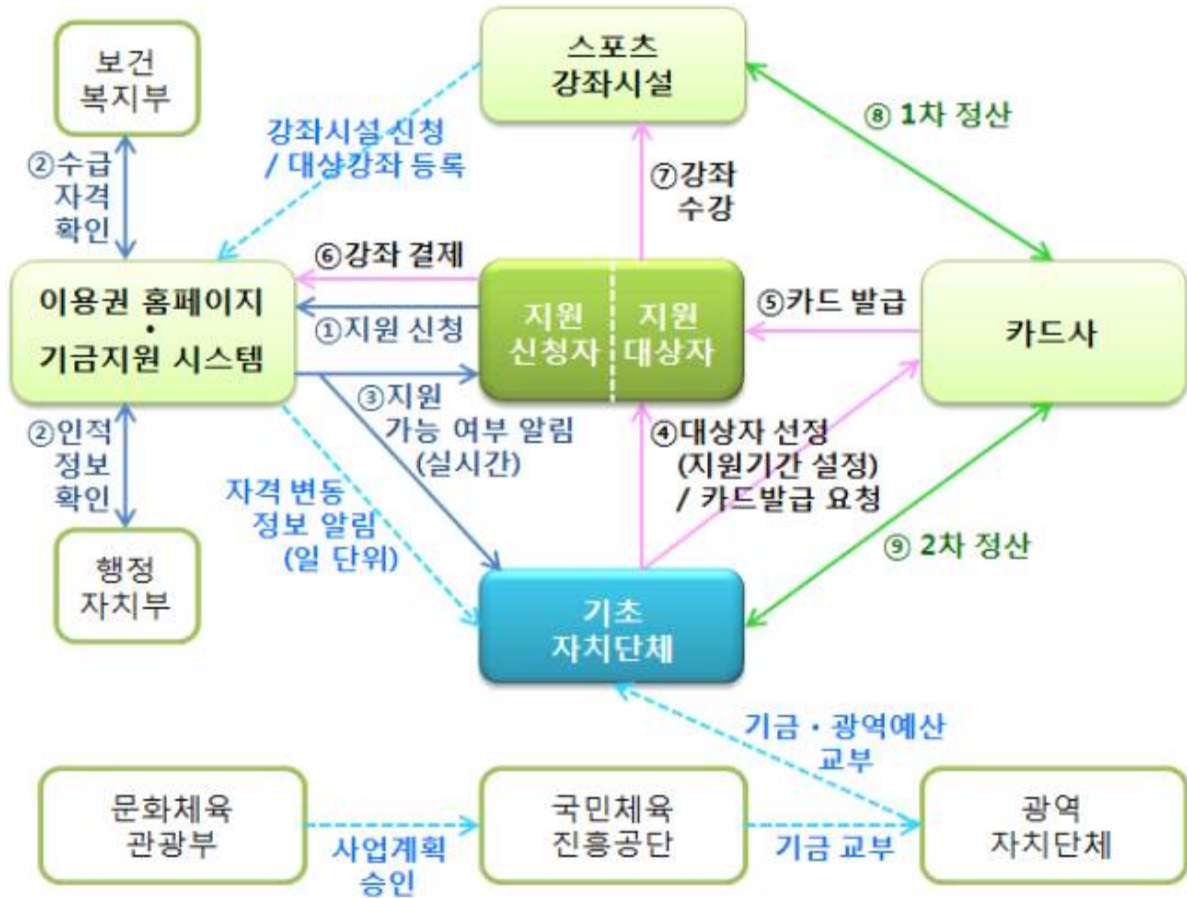 보건
복지부
스포츠
강좌시설
⑧ 1차 정산
강좌시설 신청
/ 대상강좌 등록
②수급
자격
확인
⑦강좌
수강
⑥강좌 결제
이용권 홈페이지
•
기금지원 시스템
①지원 신청
지원
신청자
지원
대상자
⑤카드 발급
카드사
③지원
가능 여부 알림
(실시간)
④대상자 선정
(지원기간 설정)
/ 카드발급 요청
②인적
정보
확인
자격 변동
정보 알림
(일 단위)
⑨ 2차 정산
행정
자치부
기초
자치단체
기금・광역예산
교부
문화체육
관광부
사업계획
승인
국민체육
진흥공단
기금 교부
광역
자치단체